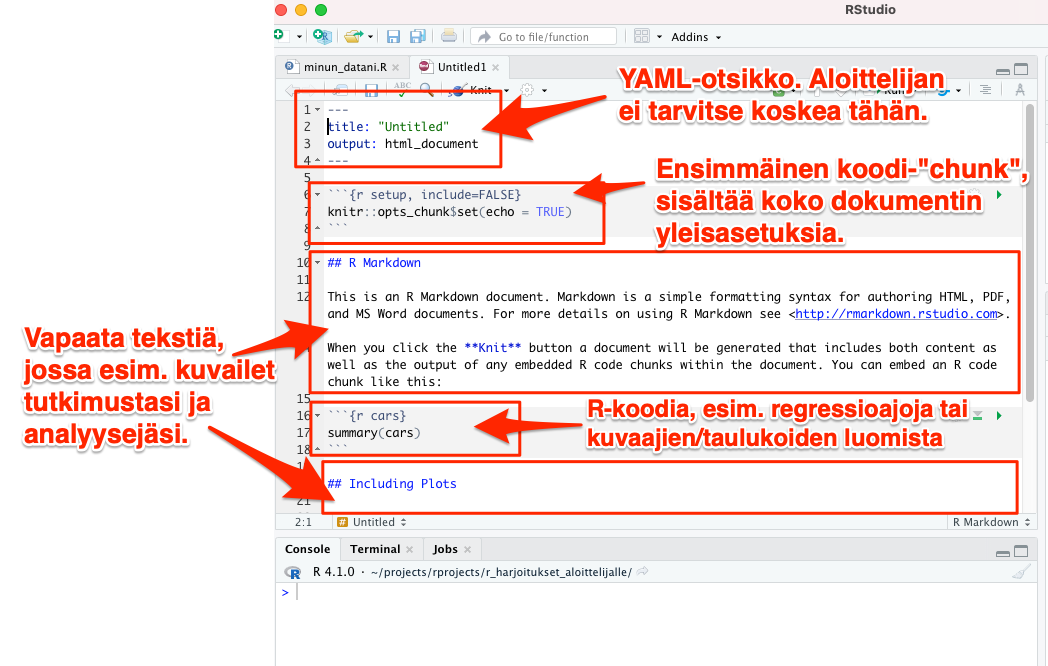 RStudio
Go to file/function
Addins
minun_datani.R
Untitled1
ABC
Knit
YAML-otsikko. Aloittelijan
ei tarvitse koskea tähän.
1 ---
2 title: "Untitled"
3 output: html_document
4 ---
5
Ensimmäinen koodi-"chunk",
sisältää koko dokumentin
yleisasetuksia.
6 ```{r setup, include=FALSE}
7 knitr::opts_chunk$set(echo = TRUE)
8 ```
9
10 ## R Markdown
11
12 This is an R Markdown document. Markdown is a simple formatting syntax for authoring HTML, PDF,
and MS Word documents. For more details on using R Markdown see <http://rmarkdown.rstudio.com>.
Vapaata tekstiä,
jossa esim. kuvailet
tutkimustasi ja
analyysejäsi.
When you click the **Knit** button a document will be generated that includes both content as
well as the output of any embedded R code chunks within the document. You can embed an R code
chunk like this:
15
16 ```{r cars}
17 summary(cars)
18 ```
R-koodia, esim. regressioajoja tai
kuvaajien/taulukoiden luomista
## Including Plots
21
2:1
# Untitled
R Markdown
Console
Terminal
Jobs
R 4.1.0 · ~/projects/rprojects/r_harjoitukset_aloittelijalle/
>